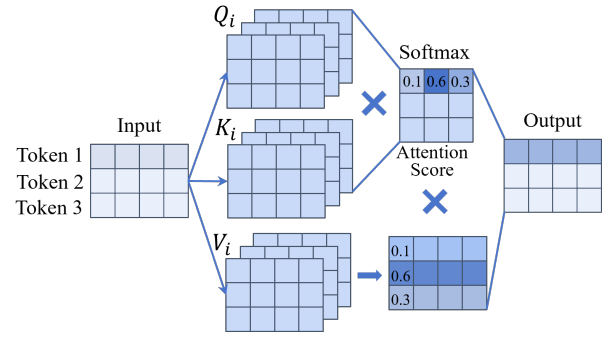 Q_i
Softmax
0.1 0.6 0.3
Input
K_i
Output
Token 1
Token 2
Token 3
Attention
Score
V_i
0.1
0.6
0.3